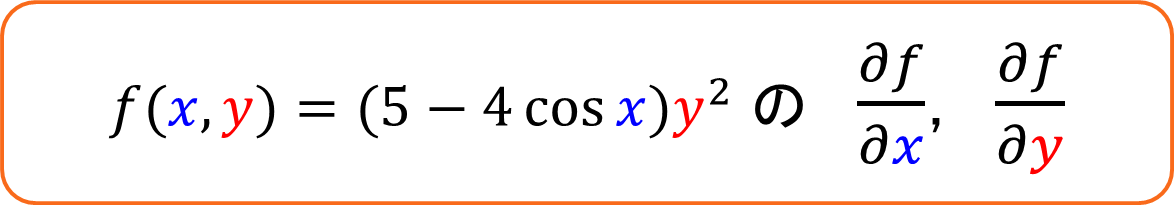 f(x, y) = (5 − 4 cos x)y² の ∂f/∂x, ∂f/∂y